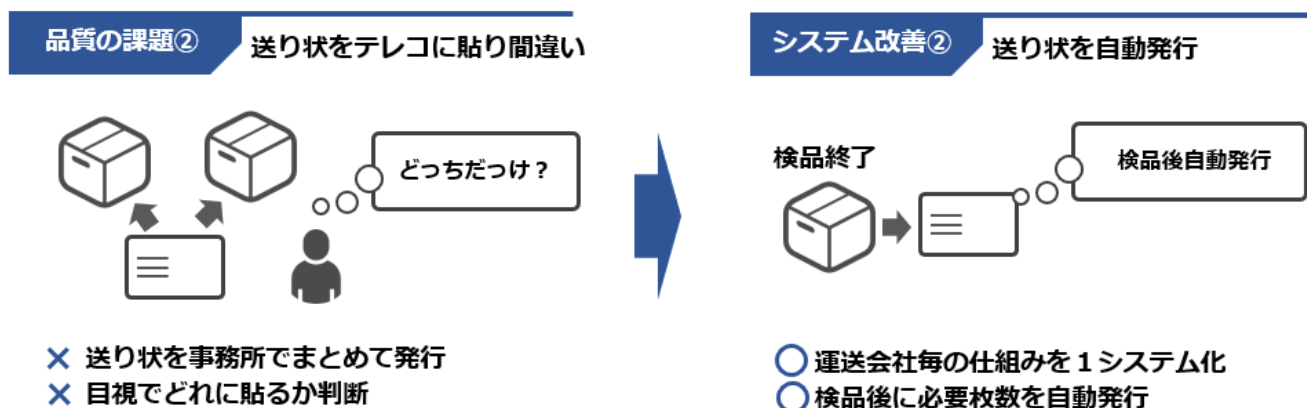 品質の課題②
送り状をテレコに貼り間違い
どっちだっけ？
× 送り状を事務所でまとめて発行
× 目視でどれに貼るか判断
システム改善②
送り状を自動発行
検品終了
検品後自動発行
○ 運送会社毎の仕組みを１システム化
○ 検品後に必要枚数を自動発行